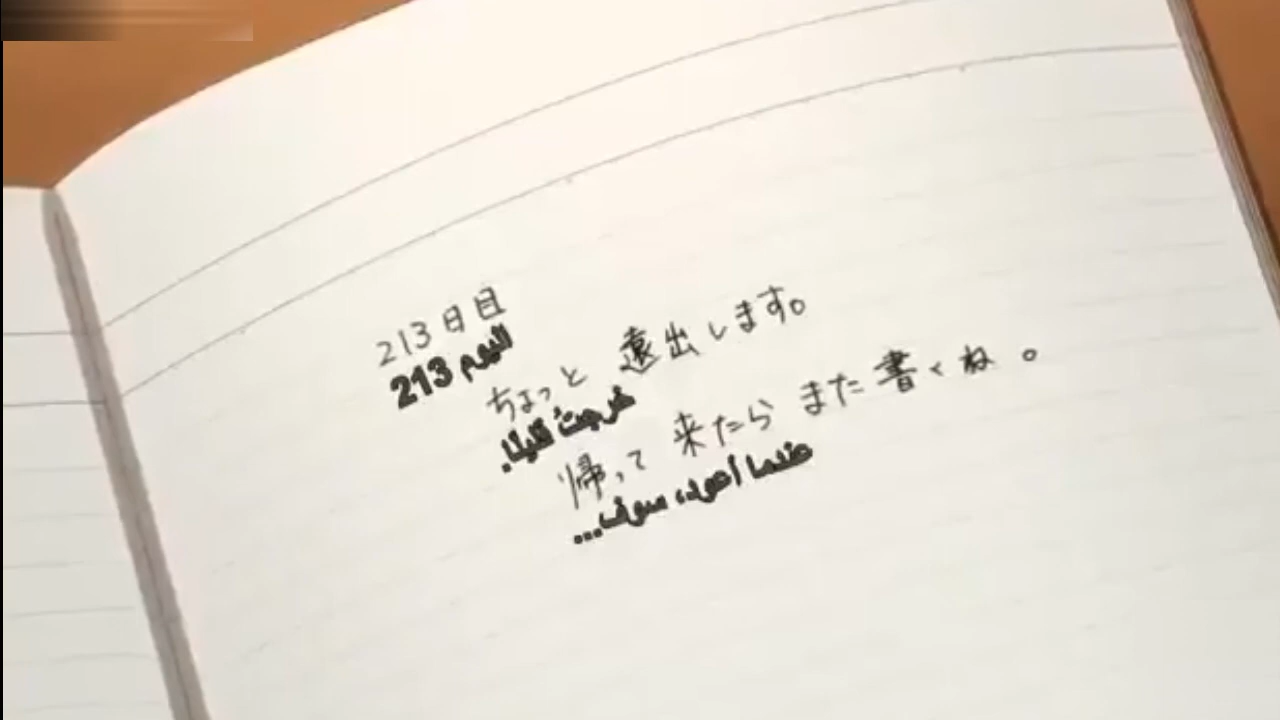 213日目
اليوم 213
ちょっと 遠出します。
خرجت قليلا.
帰って 来たら また 書くね。
عندما أعود، سوف...